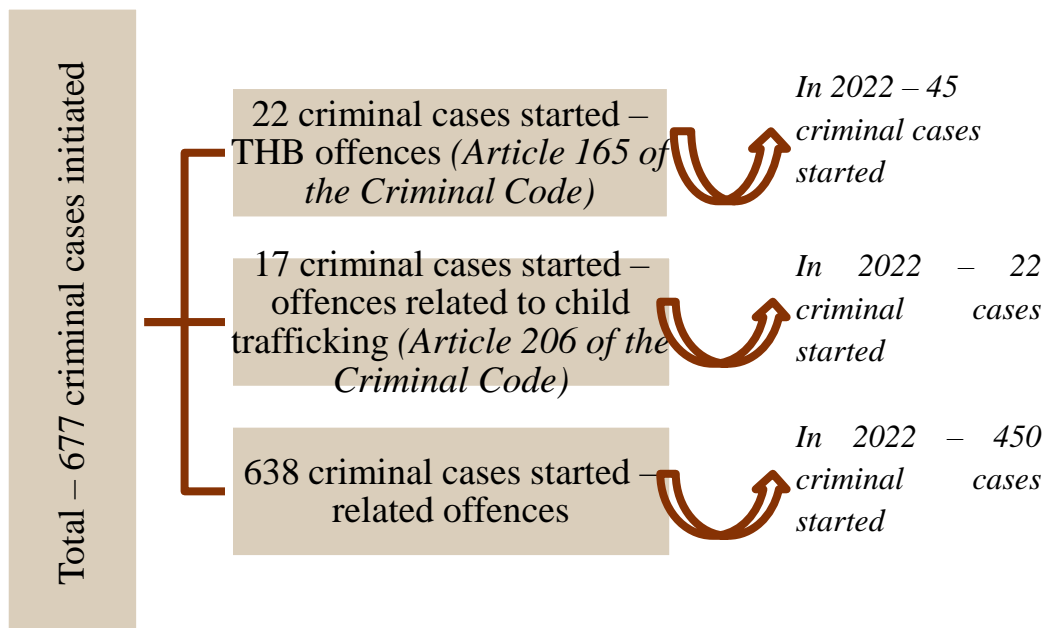 Total – 677 criminal cases initiated
22 criminal cases started –
THB offences (Article 165 of
the Criminal Code)
In 2022 – 45
criminal cases
started
17 criminal cases started –
offences related to child
trafficking (Article 206 of the
Criminal Code)
In 2022 – 22
criminal cases
started
638 criminal cases started –
related offences
In 2022 – 450
criminal cases
started